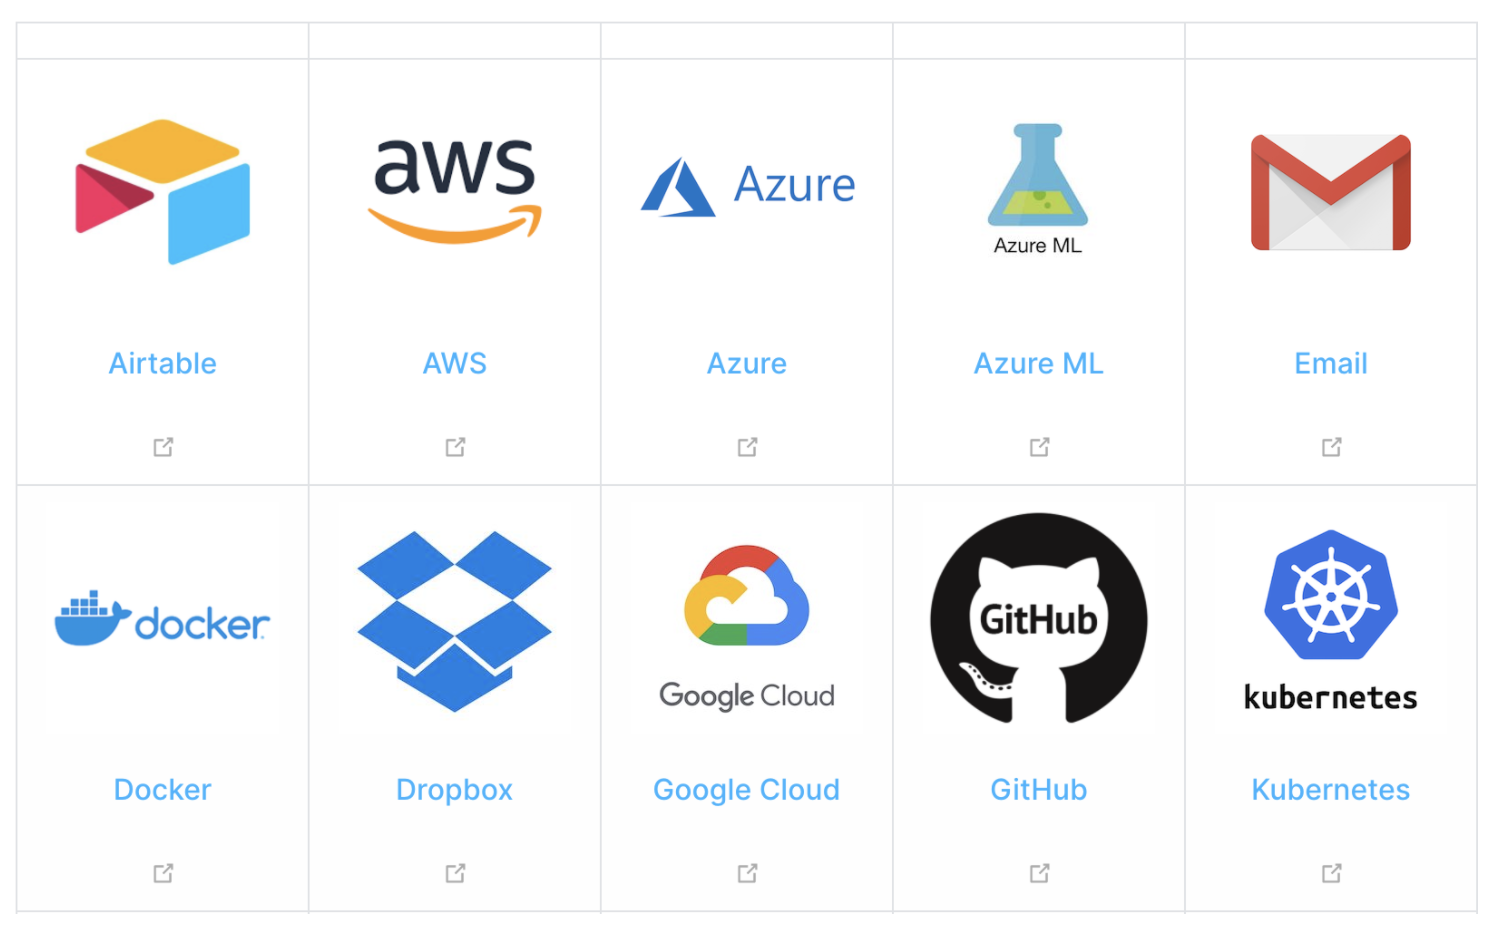 aws
Azure
Azure ML
Airtable
AWS
Azure
Azure ML
Email
docker
Google Cloud
GitHub
kubernetes
Docker
Dropbox
Google Cloud
GitHub
Kubernetes